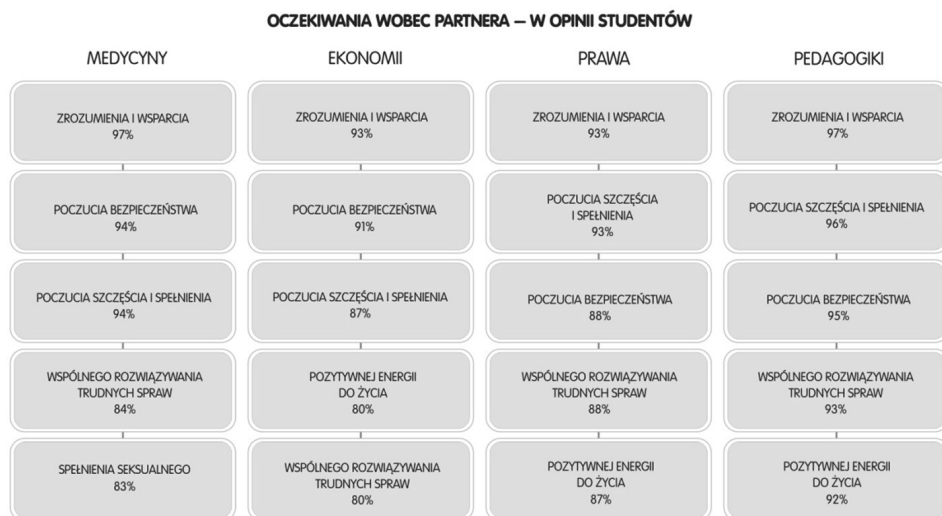 OCZEKIWANIA WOBEC PARTNERA – W OPINII STUDENTÓW
MEDYCYNY
ZROZUMIENIA I WSPARCIA
97%
POCZUCIA BEZPIECZEŃSTWA
94%
POCZUCIA SZCZĘŚCIA I SPEŁNIENIA
94%
WSPÓLNEGO ROZWIĄZYWANIA
TRUDNYCH SPRAW
84%
SPEŁNIENIA SEKSUALNEGO
83%
EKONOMII
ZROZUMIENIA I WSPARCIA
93%
POCZUCIA BEZPIECZEŃSTWA
91%
POCZUCIA SZCZĘŚCIA I SPEŁNIENIA
87%
POZYTYWNEJ ENERGII
DO ŻYCIA
80%
WSPÓLNEGO ROZWIĄZYWANIA
TRUDNYCH SPRAW
80%
PRAWA
ZROZUMIENIA I WSPARCIA
93%
POCZUCIA SZCZĘŚCIA
I SPEŁNIENIA
93%
POCZUCIA BEZPIECZEŃSTWA
88%
WSPÓLNEGO ROZWIĄZYWANIA
TRUDNYCH SPRAW
88%
POZYTYWNEJ ENERGII
DO ŻYCIA
87%
PEDAGOGIKI
ZROZUMIENIA I WSPARCIA
97%
POCZUCIA SZCZĘŚCIA I SPEŁNIENIA
96%
POCZUCIA BEZPIECZEŃSTWA
95%
WSPÓLNEGO ROZWIĄZYWANIA
TRUDNYCH SPRAW
93%
POZYTYWNEJ ENERGII
DO ŻYCIA
92%